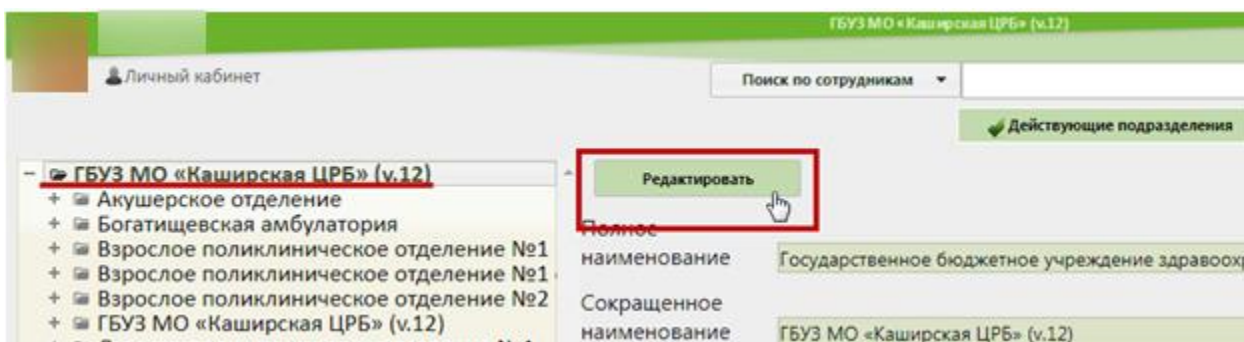 ГБУЗ МО «Каширская ЦРБ» (v.12)
Личный кабинет
Поиск по сотрудникам
Действующие подразделения
ГБУЗ МО «Каширская ЦРБ» (v.12)
Редактировать
Акушерское отделение
Богатищевская амбулатория
Взрослое поликлиническое отделение №1
Взрослое поликлиническое отделение №1
Взрослое поликлиническое отделение №2
ГБУЗ МО «Каширская ЦРБ» (v.12)
Полное
наименование
Государственное бюджетное учреждение здравоохр
Сокращенное
наименование
ГБУЗ МО «Каширская ЦРБ» (v.12)